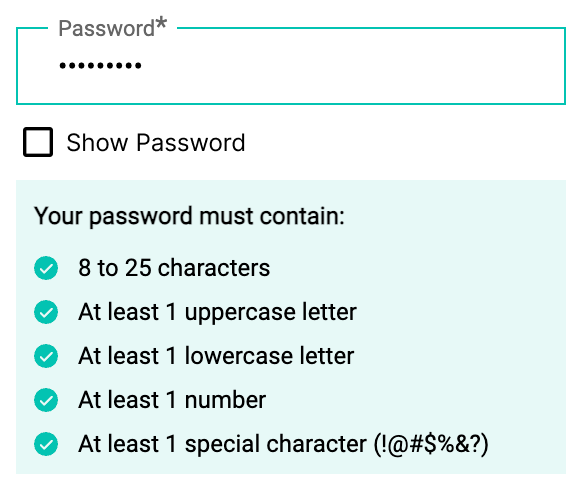 Password*
•••••••••
Show Password
Your password must contain:
8 to 25 characters
At least 1 uppercase letter
At least 1 lowercase letter
At least 1 number
At least 1 special character (!@#$%&?)